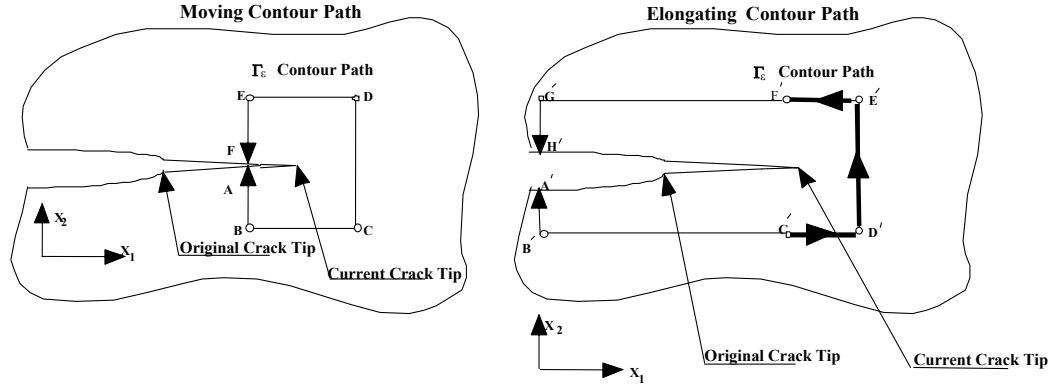 Moving Contour Path
Γε Contour Path
E
D
F
A
B
C
X2
X1
Original Crack Tip
Current Crack Tip
Elongating Contour Path
Γε Contour Path
G′
F′
E′
H′
A′
B′
C′
D′
X2
X1
Original Crack Tip
Current Crack Tip